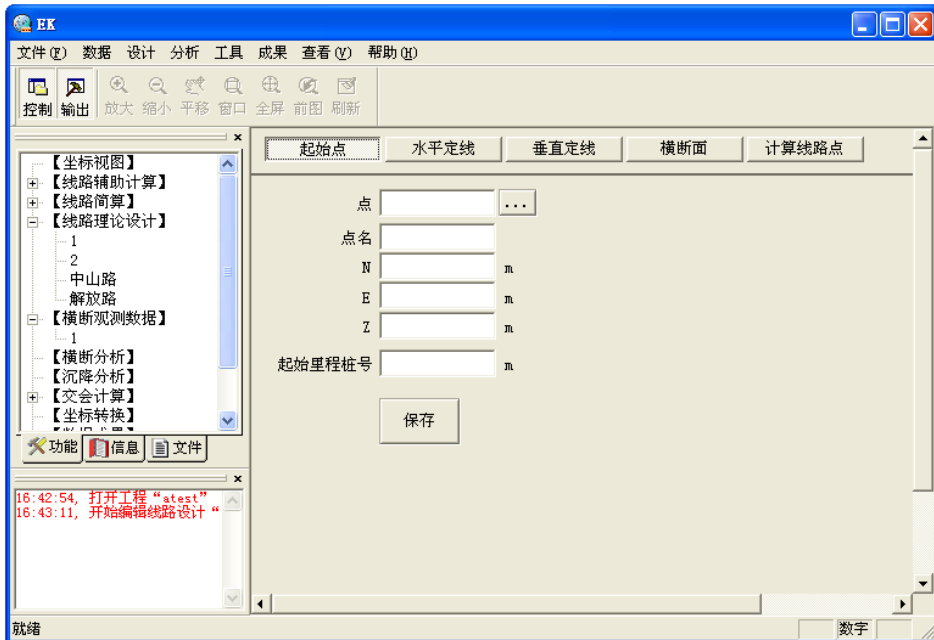 EK
文件(F) 数据 设计 分析 工具 成果 查看(V) 帮助(H)
控制 输出 放大 缩小 平移 窗口 全屏 前图 刷新
【坐标视图】
【线路辅助计算】
【线路简算】
【线路理论设计】
1
2
中山路
解放路
【横断观测数据】
1
【横断分析】
【沉降分析】
【交会计算】
【坐标转换】
功能 信息 文件
16:42:54, 打开工程“atest”
16:43:11, 开始编辑线路设计“
起始点 水平定线 垂直定线 横断面 计算线路点
点 ...
点名
N m
E m
Z m
起始里程桩号 m
保存
就绪 数字